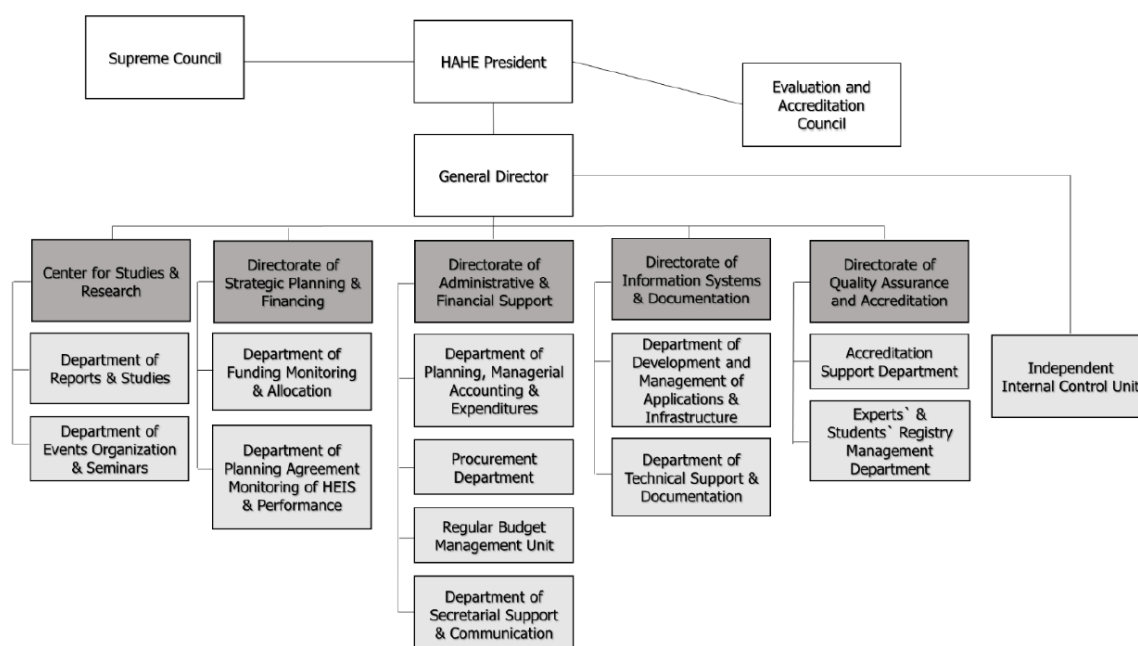 Supreme Council
HAHE President
Evaluation and
Accreditation
Council
General Director
Center for Studies &
Research
Directorate of
Strategic Planning &
Financing
Directorate of
Administrative &
Financial Support
Directorate of
Information Systems
& Documentation
Directorate of
Quality Assurance
and Accreditation
Department of
Reports & Studies
Department of
Events Organization
& Seminars
Department of
Funding Monitoring
& Allocation
Department of
Planning Agreement
Monitoring of HEIS
& Performance
Department of
Planning, Managerial
Accounting &
Expenditures
Procurement
Department
Regular Budget
Management Unit
Department of
Secretarial Support
& Communication
Department of
Development and
Management of
Applications &
Infrastructure
Department of
Technical Support &
Documentation
Accreditation
Support Department
Experts` &
Students` Registry
Management
Department
Independent
Internal Control Unit